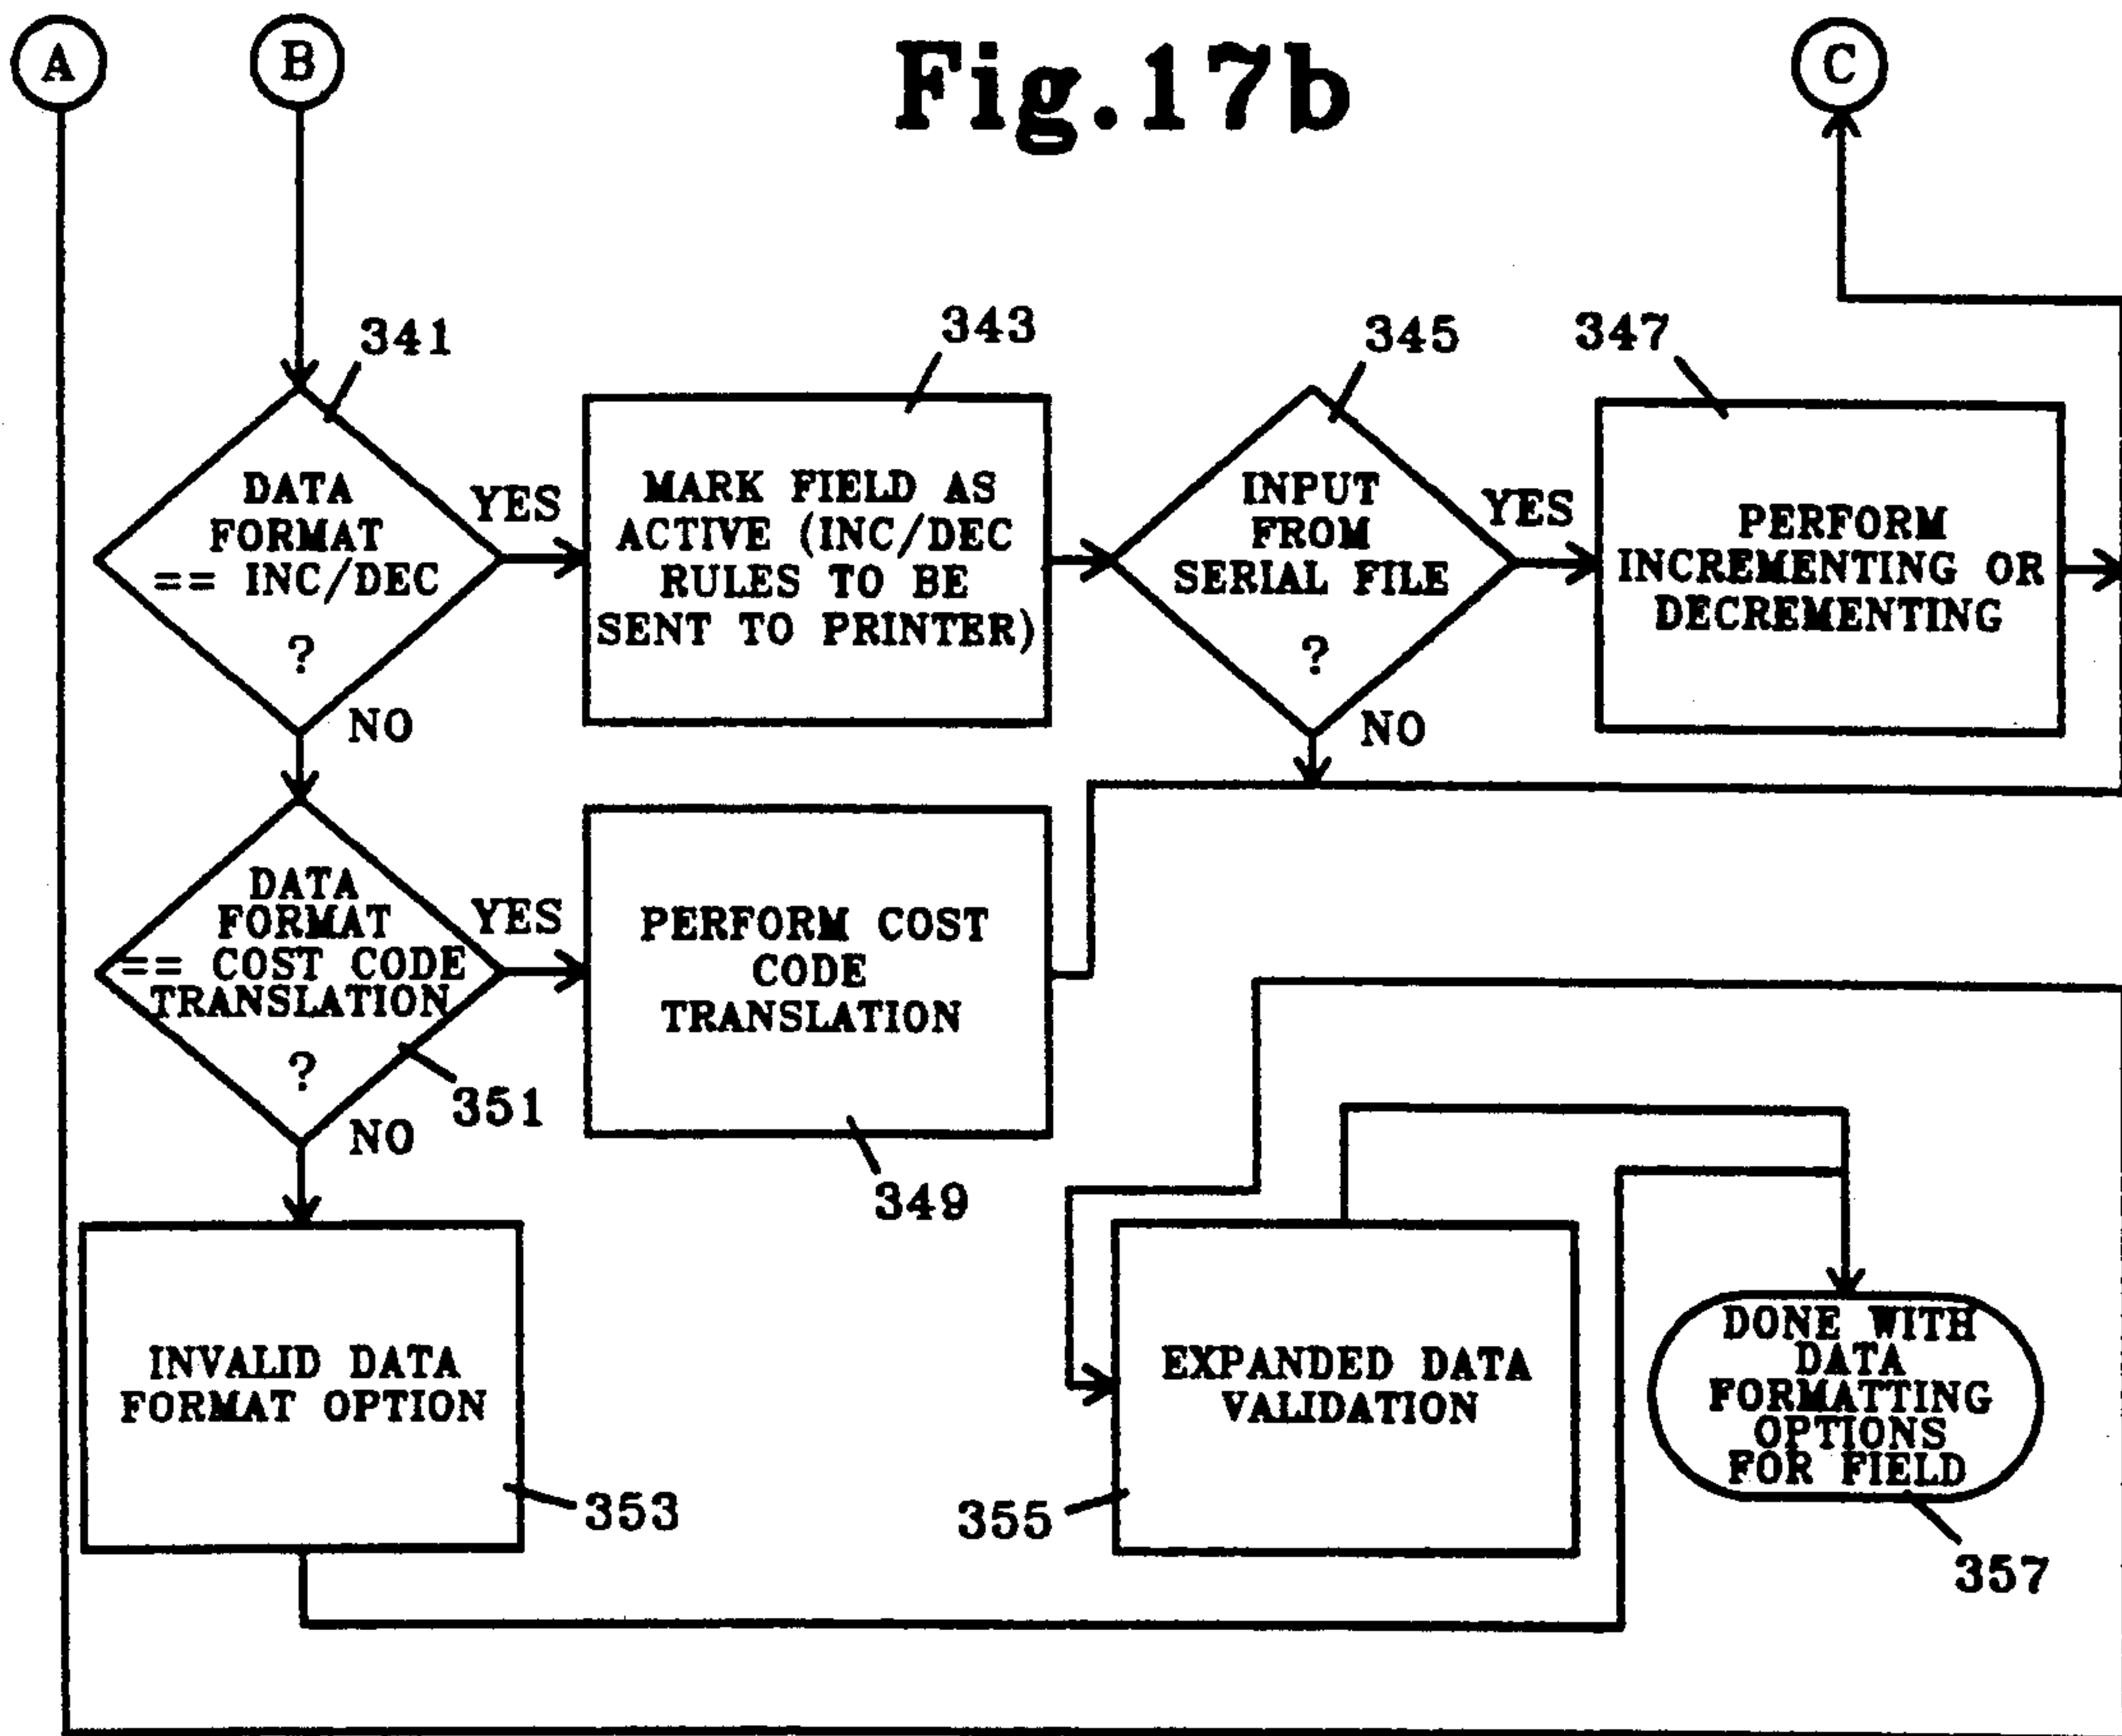 A
B
Fig.17b
C
341
343
345
347
DATA
FORMAT
== INC/DEC
?
YES
NO
MARK FIELD AS
ACTIVE (INC/DEC
RULES TO BE
SENT TO PRINTER)
INPUT
FROM
SERIAL FILE
?
YES
NO
PERFORM
INCREMENTING OR
DECREMENTING
DATA
FORMAT
== COST CODE
TRANSLATION
?
YES
NO
351
PERFORM COST
CODE
TRANSLATION
349
INVALID DATA
FORMAT OPTION
353
EXPANDED DATA
VALIDATION
355
DONE WITH
DATA
FORMATTING
OPTIONS
FOR FIELD
357